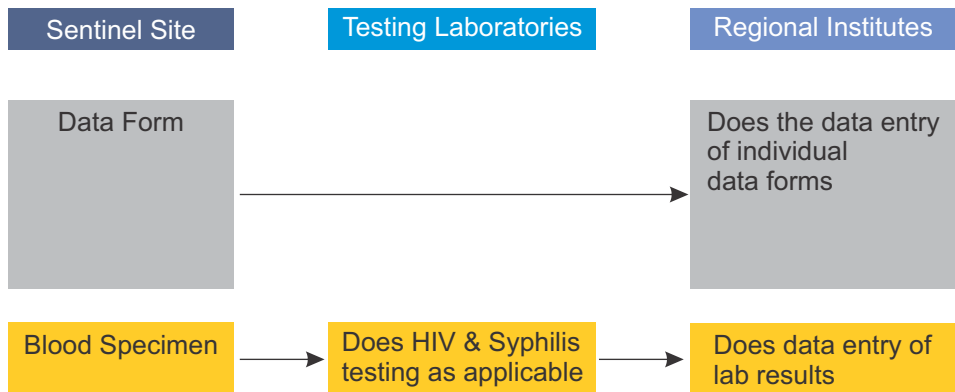 Sentinel Site
Testing Laboratories
Regional Institutes
Data Form
Does the data entry
of individual
data forms
Blood Specimen
Does HIV & Syphilis
testing as applicable
Does data entry of
lab results